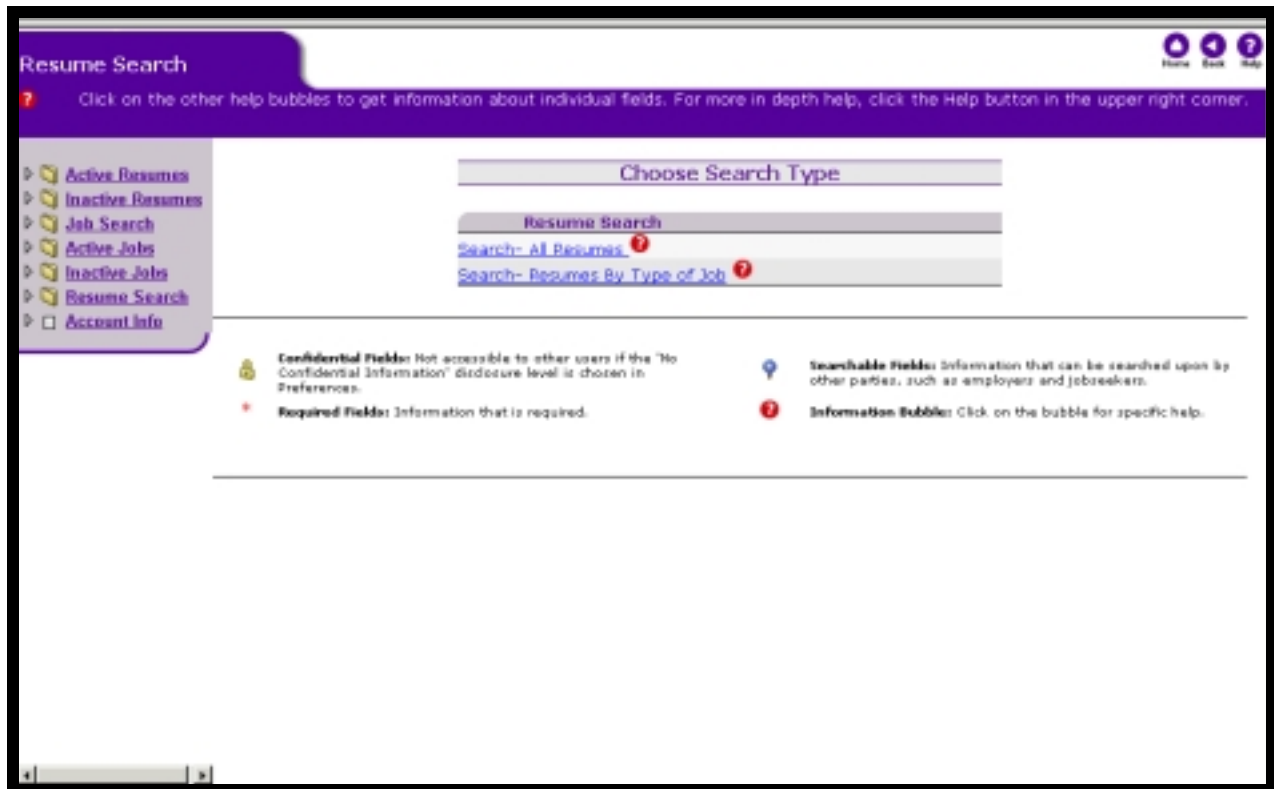 Resume Search
Home Back Help
? Click on the other help bubbles to get information about individual fields. For more in depth help, click the Help button in the upper right corner.
Active Resumes
Inactive Resumes
Job Search
Active Jobs
Inactive Jobs
Resume Search
Account Info
Choose Search Type
Resume Search
Search- All Resumes ?
Search- Resumes By Type of Job ?
Confidential Fields: Not accessible to other users if the "No
Confidential Information" disclosure level is chosen in
Preferences.
* Required Fields: Information that is required.
Searchable Fields: Information that can be searched upon by
other parties, such as employers and jobseekers.
? Information Bubble: Click on the bubble for specific help.